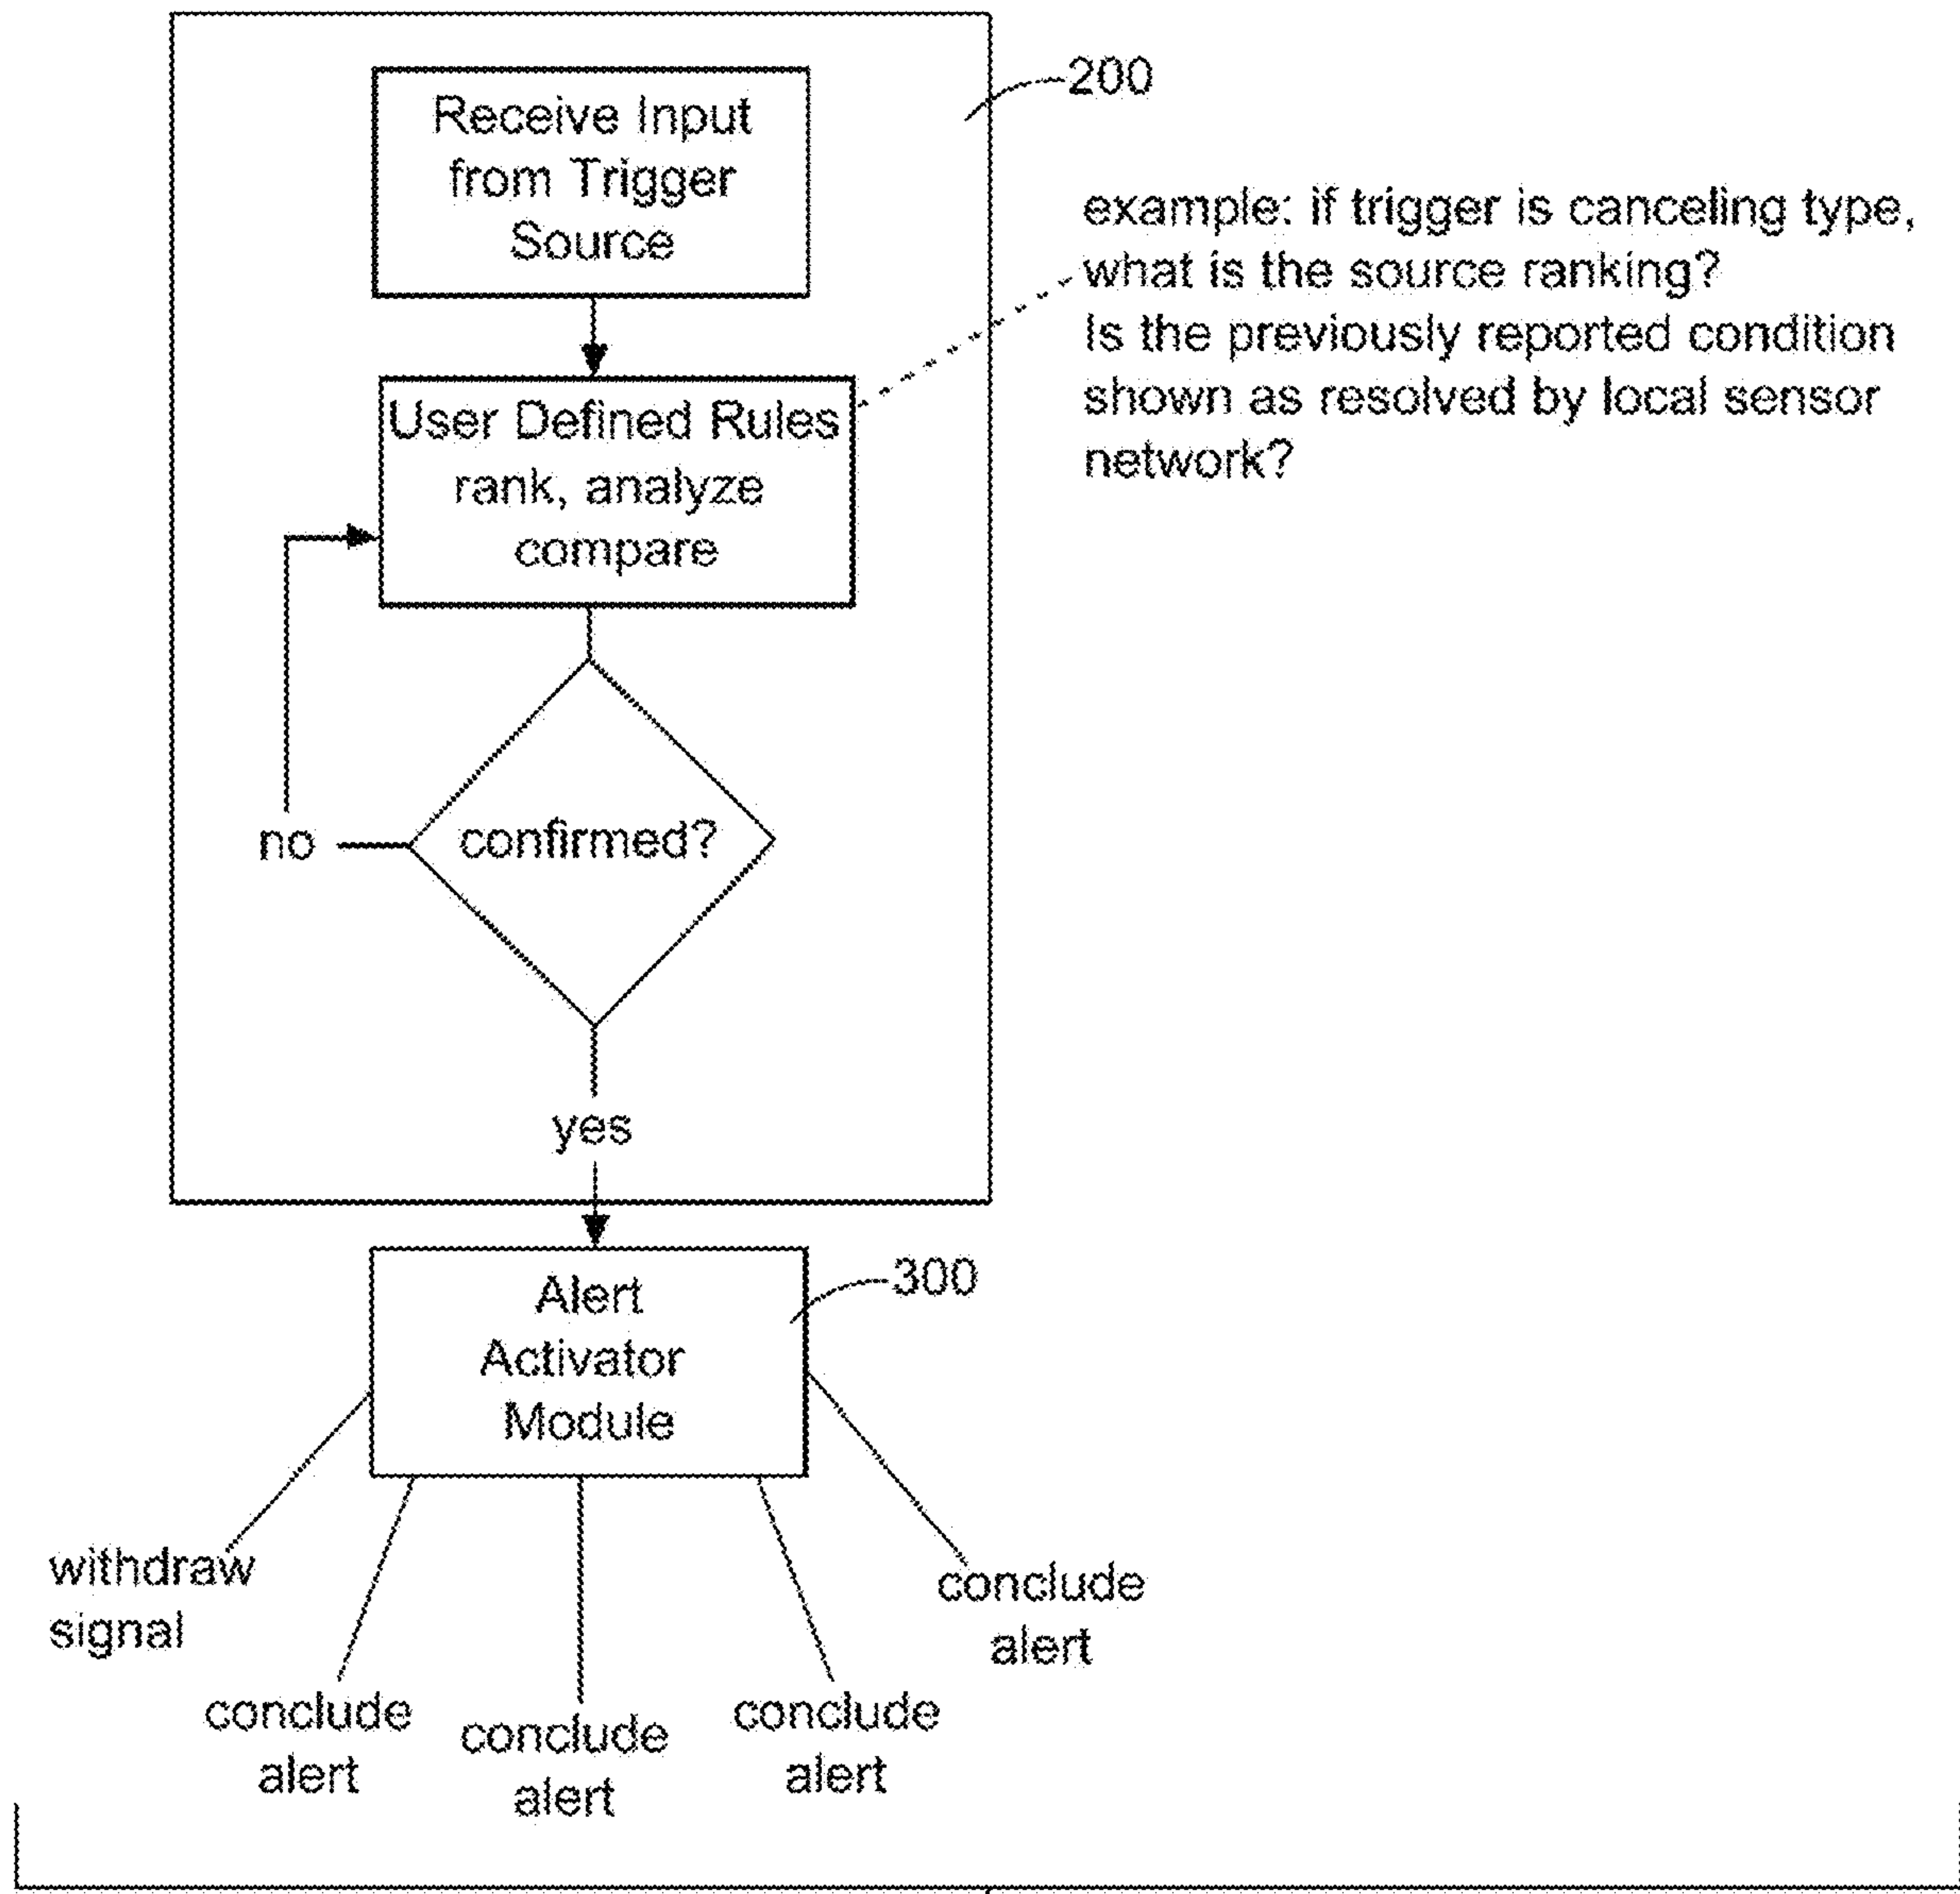 Receive Input
from Trigger
Source
200
example: if trigger is canceling type,
what is the source ranking?
Is the previously reported condition
shown as resolved by local sensor
network?
User Defined Rules
rank, analyze
compare
no
confirmed?
yes
300
Alert
Activator
Module
withdraw
signal
conclude
alert
conclude
alert
conclude
alert
conclude
alert